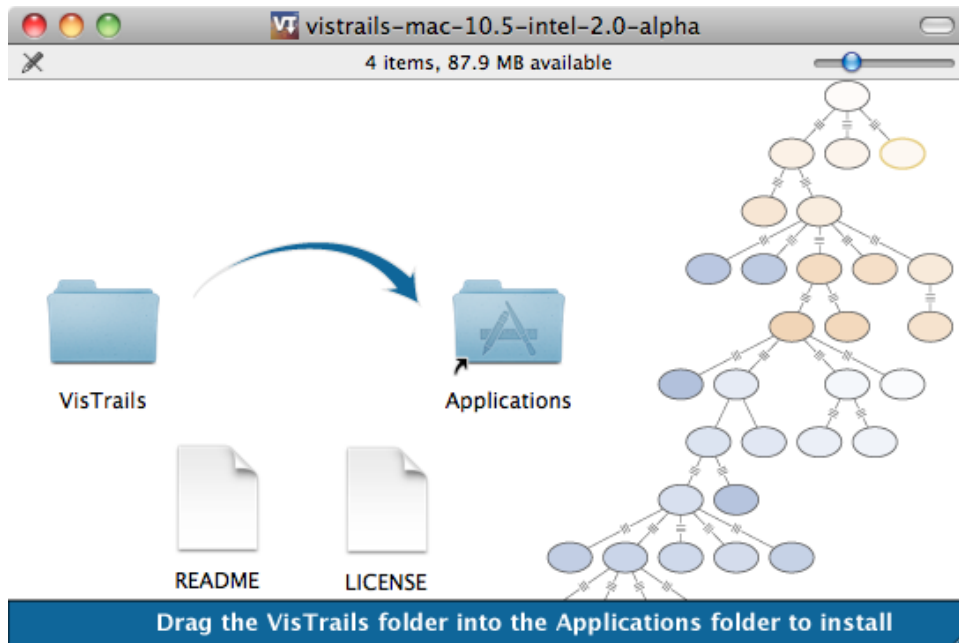 VT vistrails-mac-10.5-intel-2.0-alpha
4 items, 87.9 MB available
VisTrails
Applications
README
LICENSE
Drag the VisTrails folder into the Applications folder to install